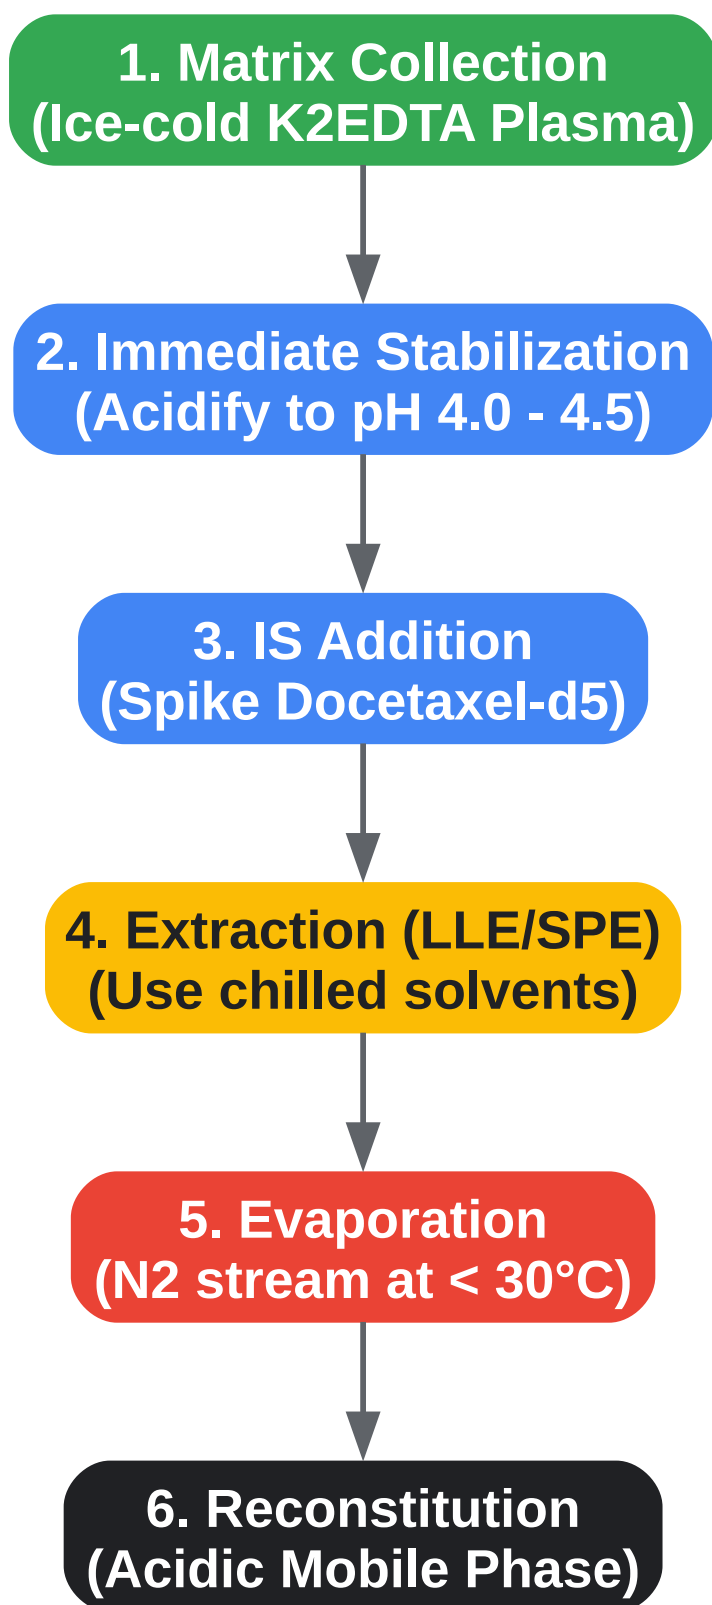 1. Matrix Collection
(Ice-cold K2EDTA Plasma)
2. Immediate Stabilization
(Acidify to pH 4.0 - 4.5)
3. IS Addition
(Spike Docetaxel-d5)
4. Extraction (LLE/SPE)
(Use chilled solvents)
5. Evaporation
(N2 stream at < 30°C)
6. Reconstitution
(Acidic Mobile Phase)